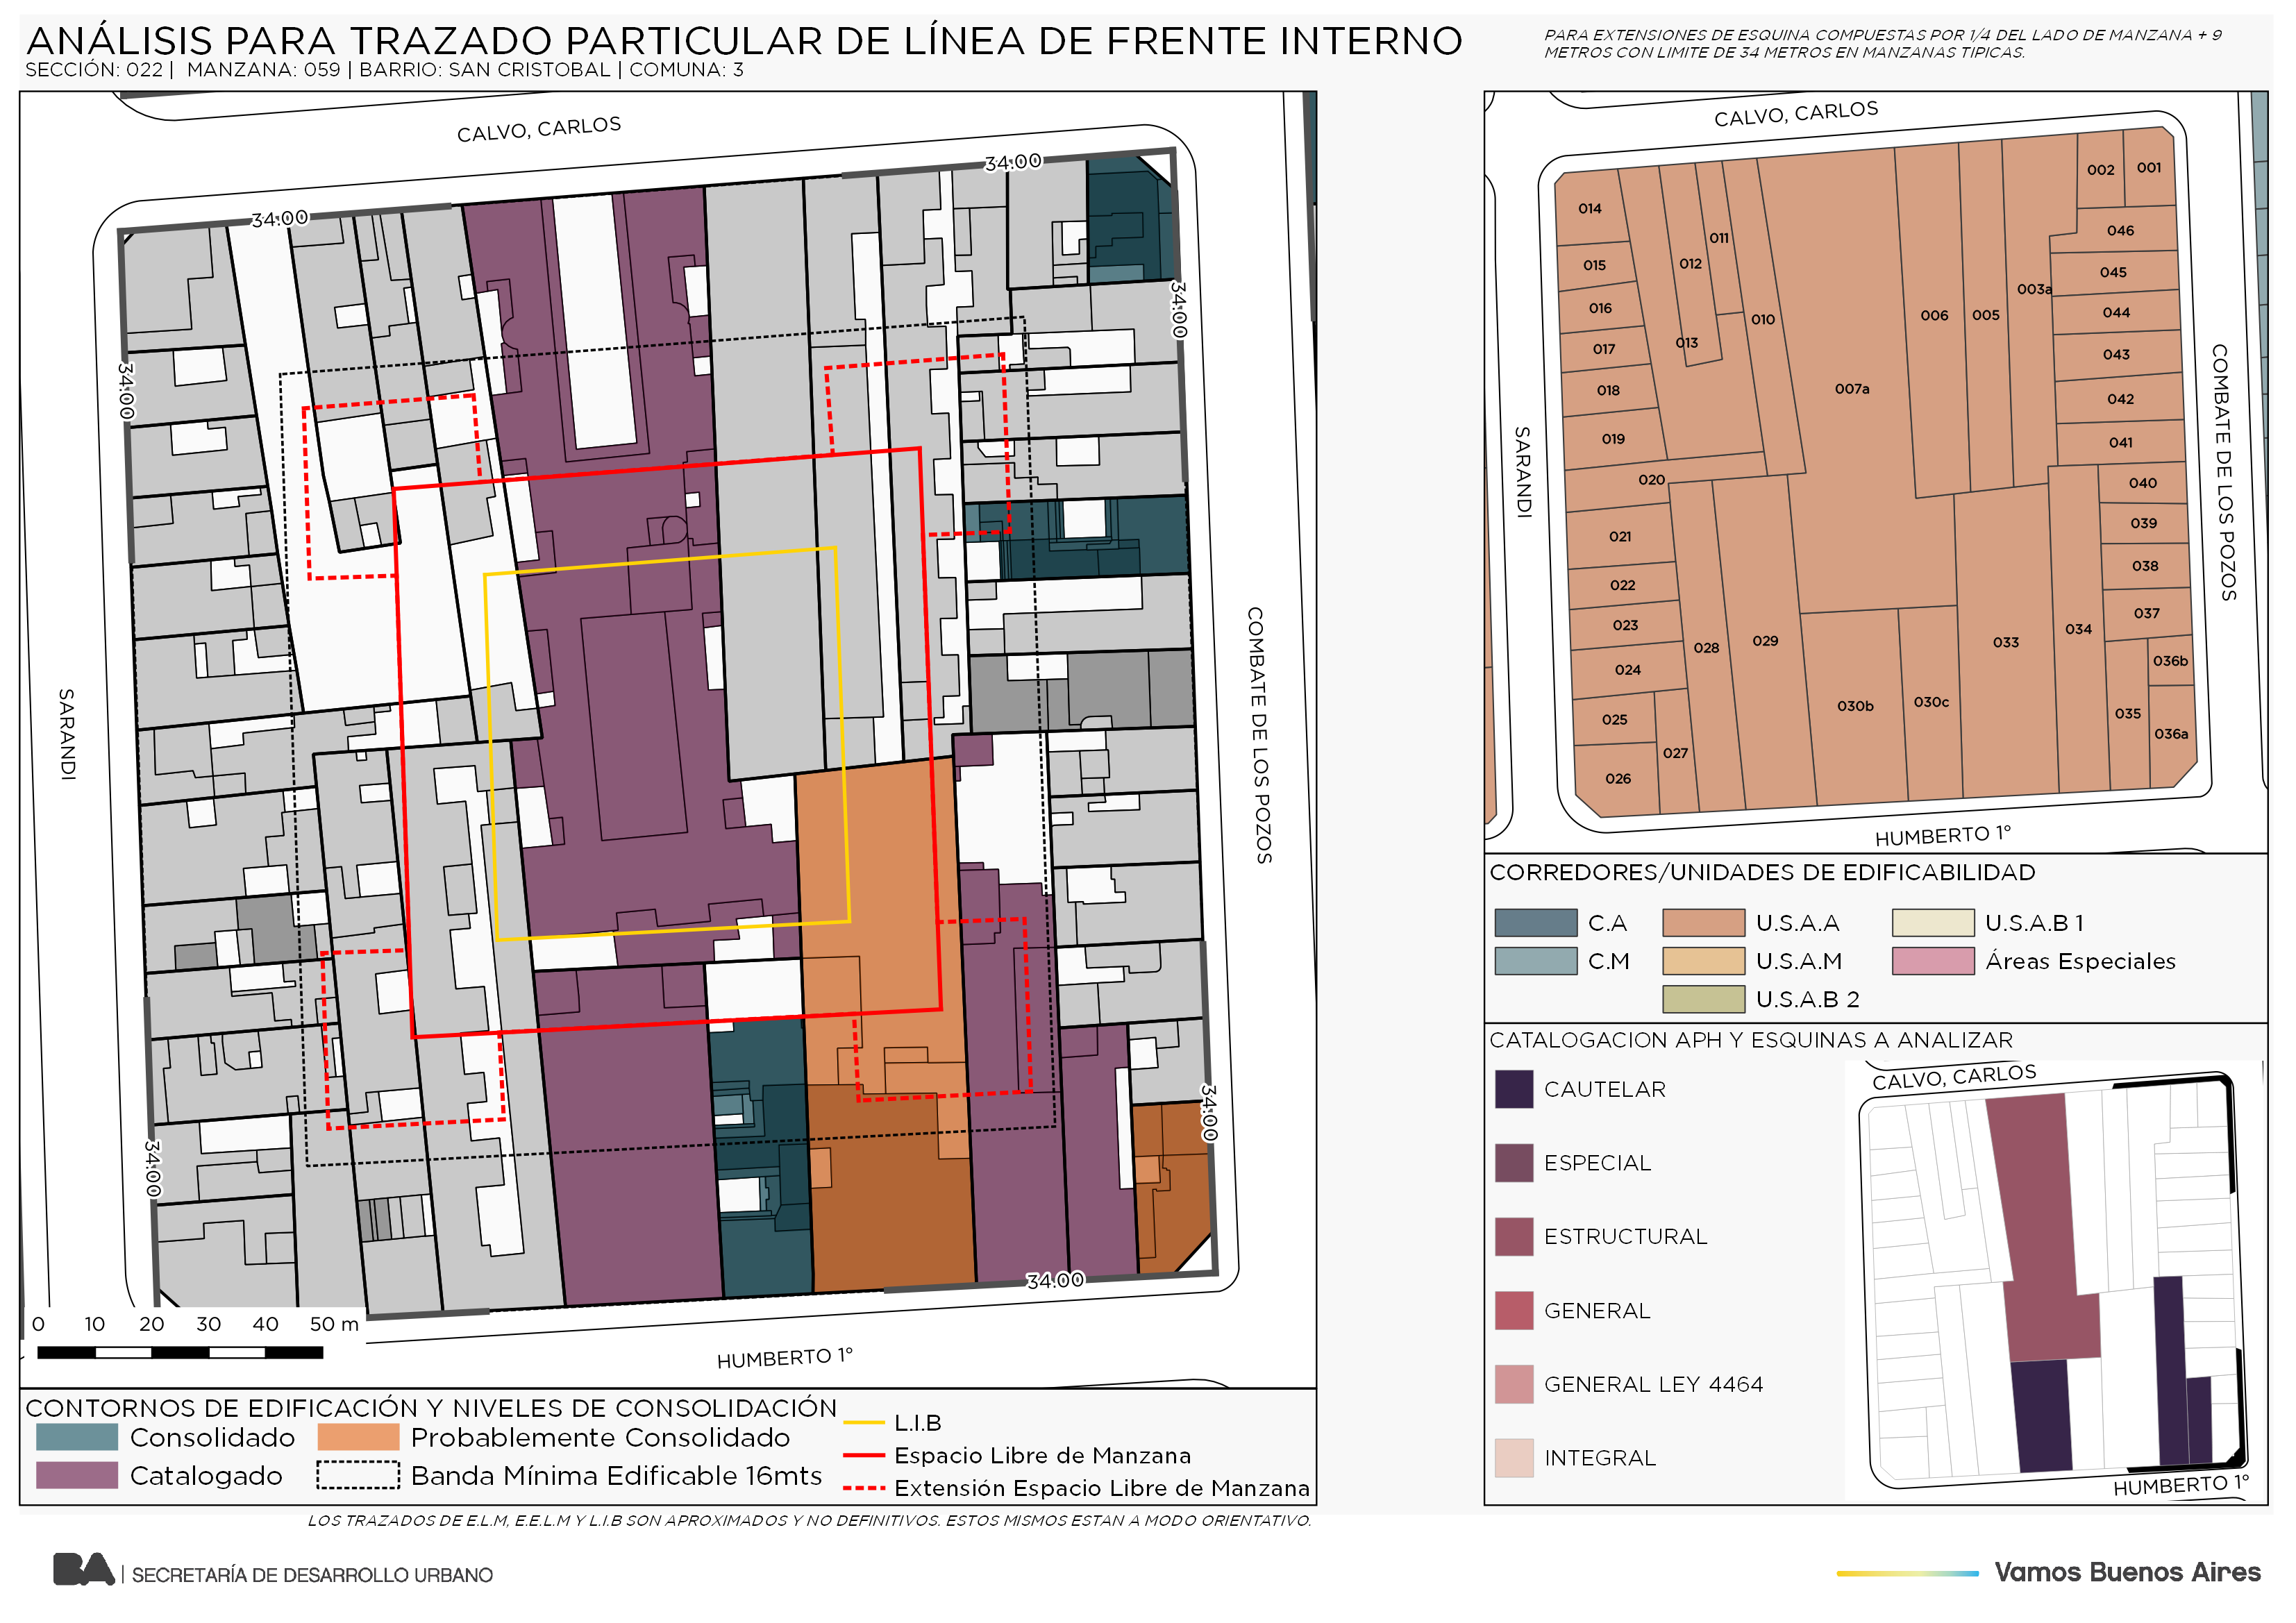 ANÁLISIS PARA TRAZADO PARTICULAR DE LÍNEA DE FRENTE INTERNO
SECCIÓN: 022 | MANZANA: 059 | BARRIO: SAN CRISTOBAL | COMUNA: 3
PARA EXTENSIONES DE ESQUINA COMPUESTAS POR 1/4 DEL LADO DE MANZANA + 9
METROS CON LIMITE DE 34 METROS EN MANZANAS TIPICAS.
CALVO, CARLOS
34:00
34:00
34:00
34:00
SARANDI
COMBATE DE LOS POZOS
34:00
34:00
34:00
HUMBERTO 1°
0 10 20 30 40 50 m
CONTORNOS DE EDIFICACIÓN Y NIVELES DE CONSOLIDACIÓN
Consolidado
Probablemente Consolidado
Catalogado
Banda Mínima Edificable 16mts
L.I.B
Espacio Libre de Manzana
Extensión Espacio Libre de Manzana
LOS TRAZADOS DE E.L.M, E.E.L.M Y L.I.B SON APROXIMADOS Y NO DEFINITIVOS. ESTOS MISMOS ESTAN A MODO ORIENTATIVO.
CALVO, CARLOS
SARANDI
COMBATE DE LOS POZOS
HUMBERTO 1°
014
015
016
017
018
019
020
021
022
023
024
025
026
027
028
029
013
012
011
010
007a
006
005
003a
002
001
046
045
044
043
042
041
040
039
038
037
036b
036a
035
034
033
030c
030b
CORREDORES/UNIDADES DE EDIFICABILIDAD
C.A
U.S.A.A
U.S.A.B 1
C.M
U.S.A.M
Áreas Especiales
U.S.A.B 2
CATALOGACION APH Y ESQUINAS A ANALIZAR
CAUTELAR
ESPECIAL
ESTRUCTURAL
GENERAL
GENERAL LEY 4464
INTEGRAL
CALVO, CARLOS
HUMBERTO 1°
BA | SECRETARÍA DE DESARROLLO URBANO
Vamos Buenos Aires